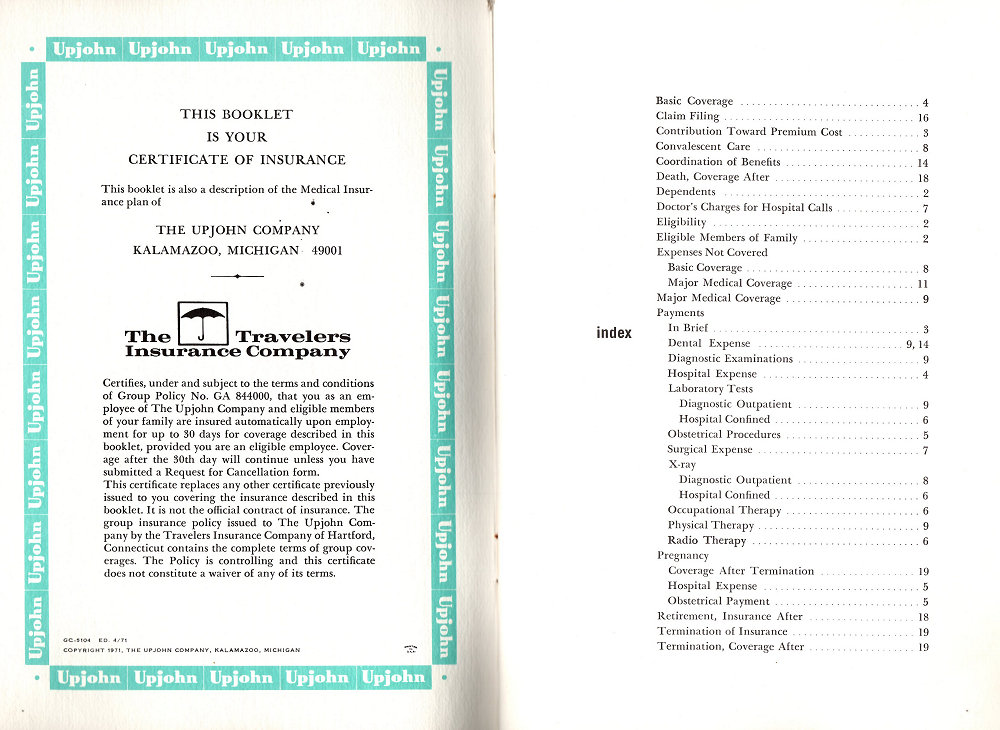 Upjohn Upjohn Upjohn Upjohn Upjohn
Upjohn
Upjohn
Upjohn
Upjohn
Upjohn
Upjohn
Upjohn
Upjohn
THIS BOOKLET
IS YOUR
CERTIFICATE OF INSURANCE
This booklet is also a description of the Medical Insur-
ance plan of
THE UPJOHN COMPANY
KALAMAZOO, MICHIGAN 49001
The Travelers
Insurance Company
Certifies, under and subject to the terms and conditions
of Group Policy No. GA 844000, that you as an em-
ployee of The Upjohn Company and eligible members
of your family are insured automatically upon employ-
ment for up to 30 days for coverage described in this
booklet, provided you are an eligible employee. Cover-
age after the 30th day will continue unless you have
submitted a Request for Cancellation form.
This certificate replaces any other certificate previously
issued to you covering the insurance described in this
booklet. It is not the official contract of insurance. The
group insurance policy issued to The Upjohn Com-
pany by the Travelers Insurance Company of Hartford,
Connecticut contains the complete terms of group cov-
erages. The Policy is controlling and this certificate
does not constitute a waiver of any of its terms.
GC-5104 ED. 4/71
COPYRIGHT 1971, THE UPJOHN COMPANY, KALAMAZOO, MICHIGAN
Upjohn
Upjohn
Upjohn
Upjohn
Upjohn
Upjohn
Upjohn
Upjohn
Upjohn Upjohn Upjohn Upjohn Upjohn
index
Basic Coverage . . . . . . . . . . 4
Claim Filing . . . . . . . . . . 16
Contribution Toward Premium Cost . . . . . . . . . . 3
Convalescent Care . . . . . . . . . . 8
Coordination of Benefits . . . . . . . . . . 14
Death, Coverage After . . . . . . . . . . 18
Dependents . . . . . . . . . . 2
Doctor's Charges for Hospital Calls . . . . . . . . . . 7
Eligibility . . . . . . . . . . 2
Eligible Members of Family . . . . . . . . . . 2
Expenses Not Covered
Basic Coverage . . . . . . . . . . 8
Major Medical Coverage . . . . . . . . . . 11
Major Medical Coverage . . . . . . . . . . 9
Payments
In Brief . . . . . . . . . . 3
Dental Expense . . . . . . . . . . 9, 14
Diagnostic Examinations . . . . . . . . . . 9
Hospital Expense . . . . . . . . . . 4
Laboratory Tests
Diagnostic Outpatient . . . . . . . . . . 9
Hospital Confined . . . . . . . . . . 6
Obstetrical Procedures . . . . . . . . . . 5
Surgical Expense . . . . . . . . . . 7
X-ray
Diagnostic Outpatient . . . . . . . . . . 8
Hospital Confined . . . . . . . . . . 6
Occupational Therapy . . . . . . . . . . 6
Physical Therapy . . . . . . . . . . 9
Radio Therapy . . . . . . . . . . 6
Pregnancy
Coverage After Termination . . . . . . . . . . 19
Hospital Expense . . . . . . . . . . 5
Obstetrical Payment . . . . . . . . . . 5
Retirement, Insurance After . . . . . . . . . . 18
Termination of Insurance . . . . . . . . . . 19
Termination, Coverage After . . . . . . . . . . 19